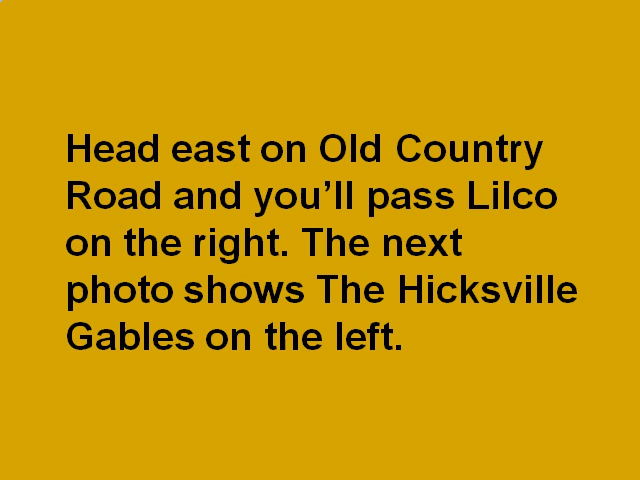 Head east on Old Country
Road and you’ll pass Lilco
on the right. The next
photo shows The Hicksville
Gables on the left.